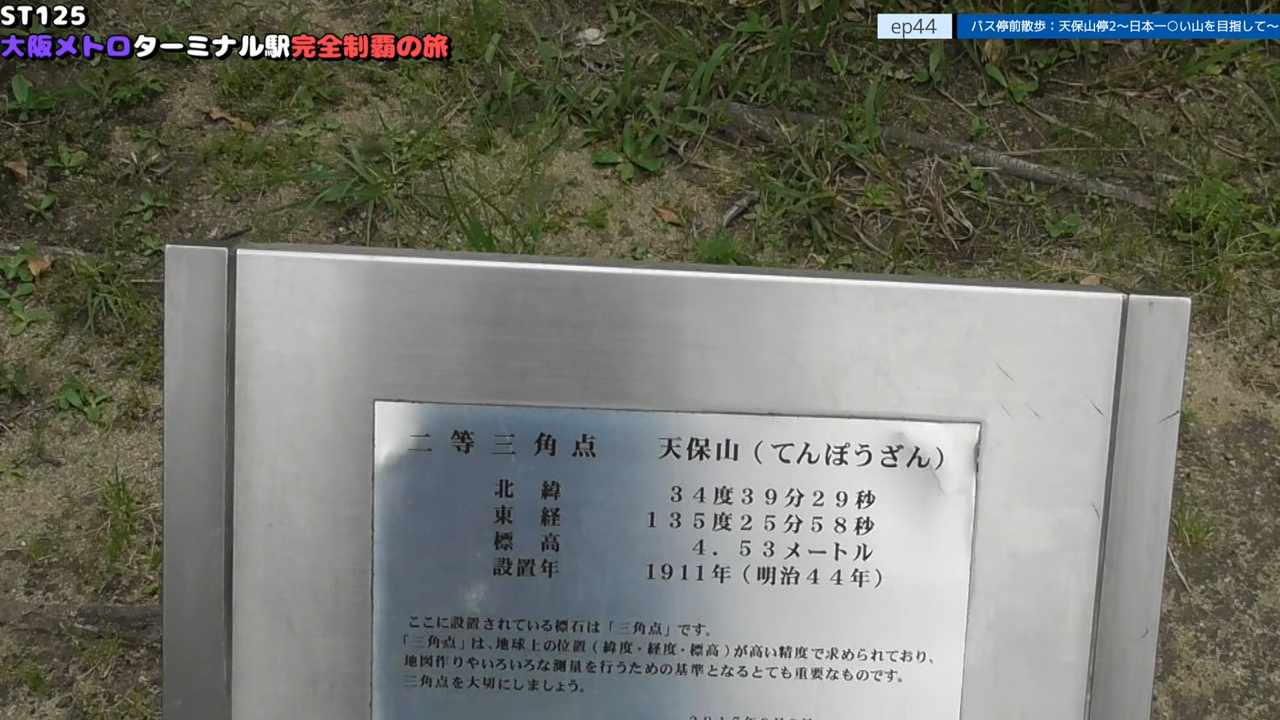 ST125
大阪メトロターミナル駅完全制覇の旅
ep44
バス停前散歩：天保山停2〜日本一○い山を目指して〜
二等三角点　天保山（てんぽうざん）
北緯　34度39分29秒
東経　135度25分58秒
標高　4．53メートル
設置年　1911年（明治44年）
ここに設置されている標石は「三角点」です。
「三角点」は、地球上の位置（緯度・経度・標高）が高い精度で求められており、
地図作りやいろいろな測量を行うための基準となるとても重要なものです。
三角点を大切にしましょう。